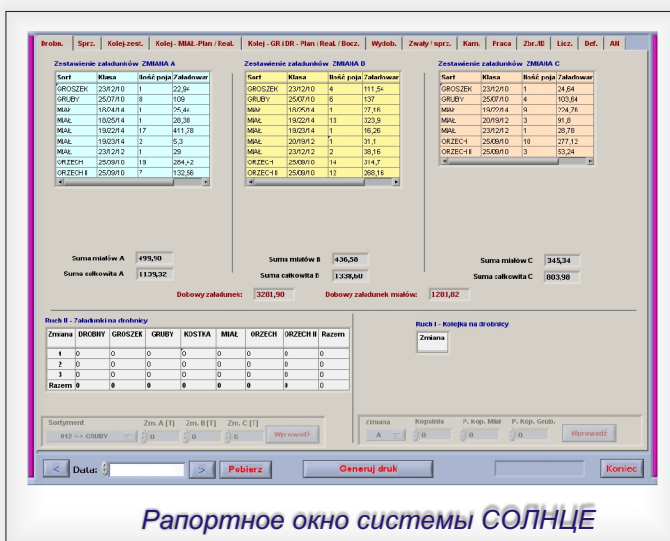 Drobn. Sprz. Kolej-zest. Kolej - MIAŁ-Plan / Real. Kolej - GR i DR - Plan / Real. / Bocz. Wydob. Zwały / sprz. Kam. Praca Zbr./ID Licz. Def. AN
Zestawienie załadunków ZMIANA A
Sort Klasa Ilość poja Załadowar
GROSZEK 23/12/10 1 22,94
GRUBY 25/07/10 8 109
MIAŁ 18/24/14 1 25,44
MIAŁ 18/25/14 1 28,38
MIAŁ 19/22/14 17 411,78
MIAŁ 19/23/14 2 5,3
MIAŁ 23/12/12 1 29
ORZECH 25/09/10 19 284,42
ORZECH II 25/09/10 7 132,56
Suma miałów A 499,90
Suma całkowita A 1139,32
Zestawienie załadunków ZMIANA B
Sort Klasa Ilość poja Załadowar
GROSZEK 23/12/10 4 111,54
GRUBY 25/07/10 6 137
MIAŁ 18/25/14 1 27,16
MIAŁ 19/22/14 13 323,9
MIAŁ 19/23/14 1 16,26
MIAŁ 20/19/12 1 31,1
MIAŁ 23/12/12 2 38,16
ORZECH 25/09/10 14 314,7
ORZECH II 25/09/10 12 268,16
Suma miałów B 436,58
Suma całkowita B 1338,60
Zestawienie załadunków ZMIANA C
Sort Klasa Ilość poja Załadowar
GROSZEK 23/12/10 1 24,64
GRUBY 25/07/10 4 103,64
MIAŁ 19/22/14 9 224,76
MIAŁ 20/19/12 3 91,8
MIAŁ 23/12/12 1 28,78
ORZECH 25/09/10 10 277,12
ORZECH II 25/09/10 3 53,24
Suma miałów C 345,34
Suma całkowita C 803,98
Dobowy załadunek: 3281,90 Dobowy załadunek miałów: 1281,82
Ruch II - Załadunki na drobnicy
Zmiana DROBNY GROSZEK GRUBY KOSTKA MIAŁ ORZECH ORZECH II Razem
1 0 0 0 0 0 0 0 0
2 0 0 0 0 0 0 0 0
3 0 0 0 0 0 0 0 0
Razem 0 0 0 0 0 0 0 0
Ruch I - Kolejka na drobnicy
Zmiana
Sortyment Zm. A [T] Zm. B [T] Zm. C [T]
012 <-> GRUBY 0 0 0 Wprowadź
Zmiana Kopalnia P. kop. Miał P. Kop. Grub.
A 0 0 0 Wprowadź
< Data: > Pobierz Generuj druk Koniec
Рапортное окно системы СОЛНЦЕ